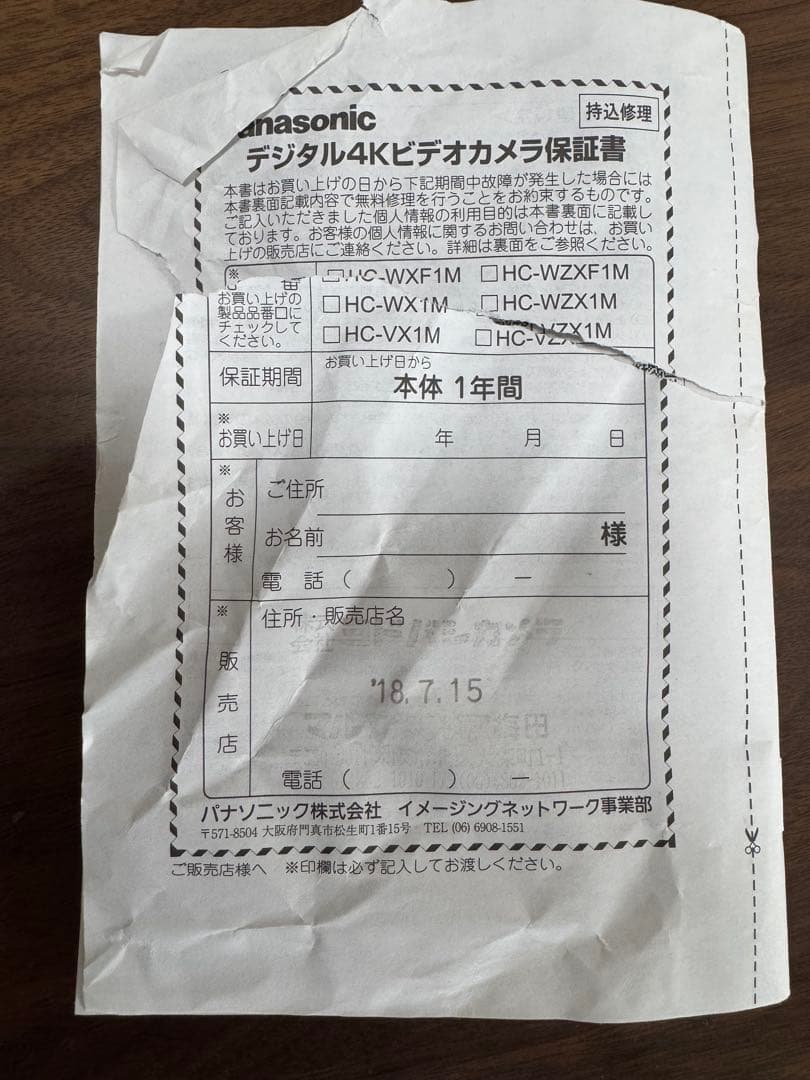 anasonic
持込修理
デジタル4Kビデオカメラ保証書
本書はお買い上げの日から下記期間中故障が発生した場合には
本書裏面記載内容で無料修理を行うことをお約束するものです。
ご記入いただきました個人情報の利用目的は本書裏面に記載し
ております。お客様の個人情報に関するお問い合わせは、お買い
上げの販売店にご連絡ください。詳細は裏面をご参照ください。
※
番
お買い上げの
製品品番□に
チェックして
ください。
□HC-WXF1M □HC-WZXF1M
□HC-WX1M □HC-WZX1M
□HC-VX1M □HC-VZX1M
保証期間
お買い上げ日から
本体 1年間
※
お買い上げ日
年 月 日
※
お客様
ご住所
お名前 様
電話( ) ー
※
販売店
住所・販売店名
'18.7.15
電話( ) ー
パナソニック株式会社 イメージングネットワーク事業部
〒571-8504 大阪府門真市松生町1番15号 TEL (06) 6908-1551
ご販売店様へ ※印欄は必ず記入してお渡しください。